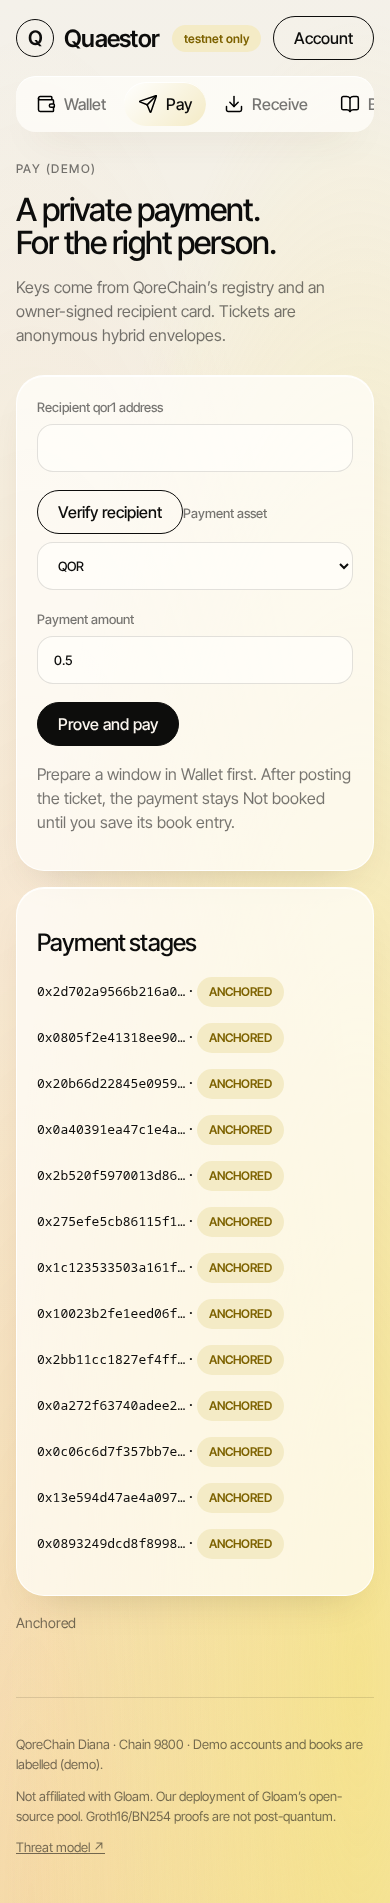 Q Quaestor testnet only Account
Wallet Pay Receive
PAY (DEMO)
A private payment.
For the right person.
Keys come from QoreChain's registry and an
owner-signed recipient card. Tickets are
anonymous hybrid envelopes.
Recipient qor1 address
Verify recipient Payment asset
QOR
Payment amount
0.5
Prove and pay
Prepare a window in Wallet first. After posting
the ticket, the payment stays Not booked
until you save its book entry.
Payment stages
0x2d702a9566b216a0… · ANCHORED
0x0805f2e41318ee90… · ANCHORED
0x20b66d22845e0959… · ANCHORED
0x0a40391ea47c1e4a… · ANCHORED
0x2b520f5970013d86… · ANCHORED
0x275efe5cb86115f1… · ANCHORED
0x1c123533503a161f… · ANCHORED
0x10023b2fe1eed06f… · ANCHORED
0x2bb11cc1827ef4ff… · ANCHORED
0x0a272f63740adee2… · ANCHORED
0x0c06c6d7f357bb7e… · ANCHORED
0x13e594d47ae4a097… · ANCHORED
0x0893249dcd8f8998… · ANCHORED
Anchored
QoreChain Diana · Chain 9800 · Demo accounts and books are
labelled (demo).
Not affiliated with Gloam. Our deployment of Gloam's open-
source pool. Groth16/BN254 proofs are not post-quantum.
Threat model ↗